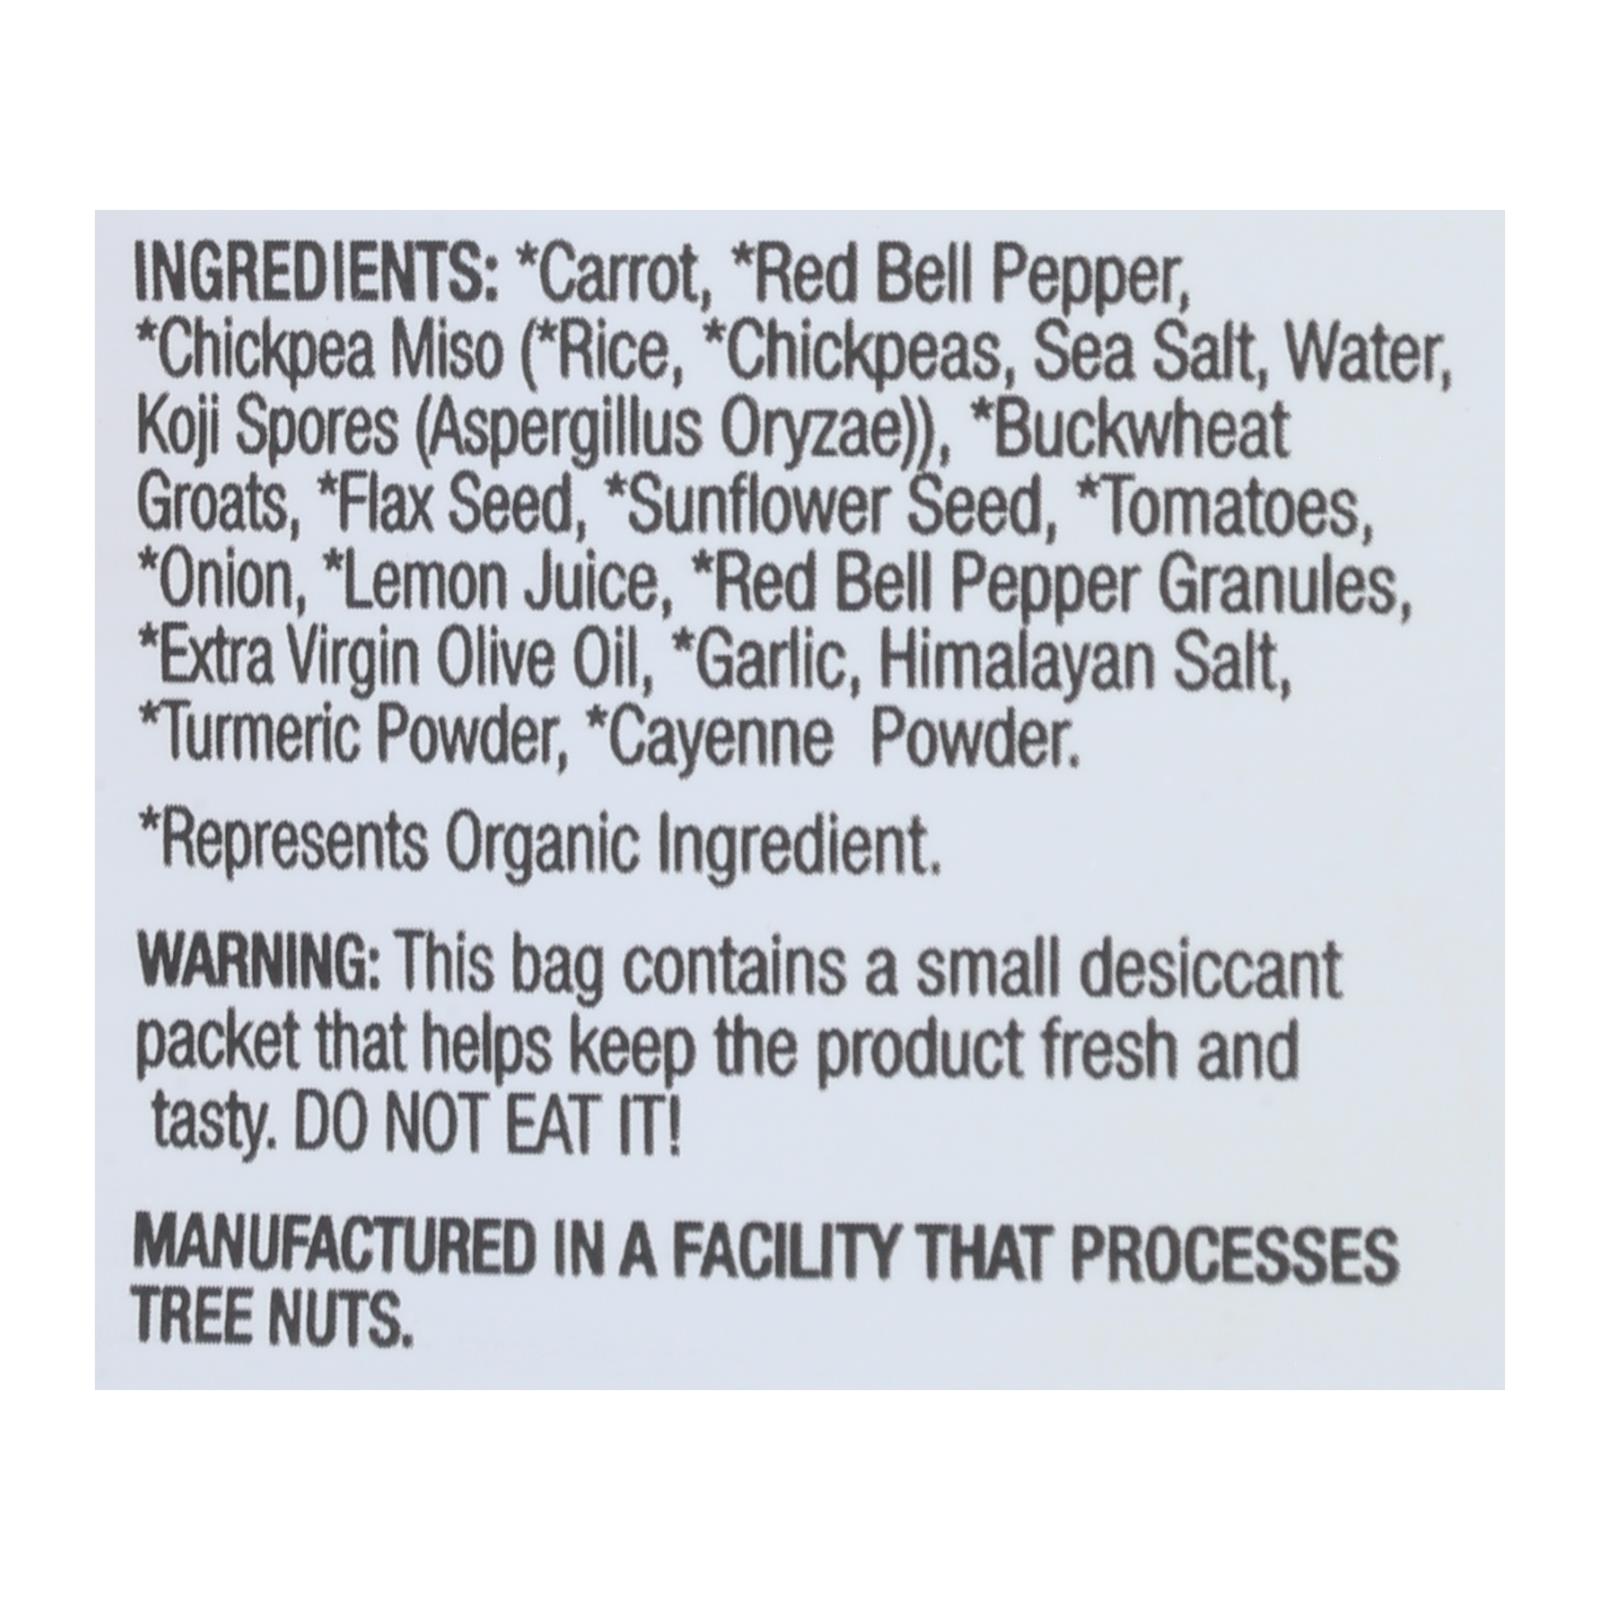 INGREDIENTS: *Carrot, *Red Bell Pepper,
*Chickpea Miso (*Rice, *Chickpeas, Sea Salt, Water,
Koji Spores (Aspergillus Oryzae)), *Buckwheat
Groats, *Flax Seed, *Sunflower Seed, *Tomatoes,
*Onion, *Lemon Juice, *Red Bell Pepper Granules,
*Extra Virgin Olive Oil, *Garlic, Himalayan Salt,
*Turmeric Powder, *Cayenne Powder.
*Represents Organic Ingredient.
WARNING: This bag contains a small desiccant
packet that helps keep the product fresh and
tasty. DO NOT EAT IT!
MANUFACTURED IN A FACILITY THAT PROCESSES
TREE NUTS.